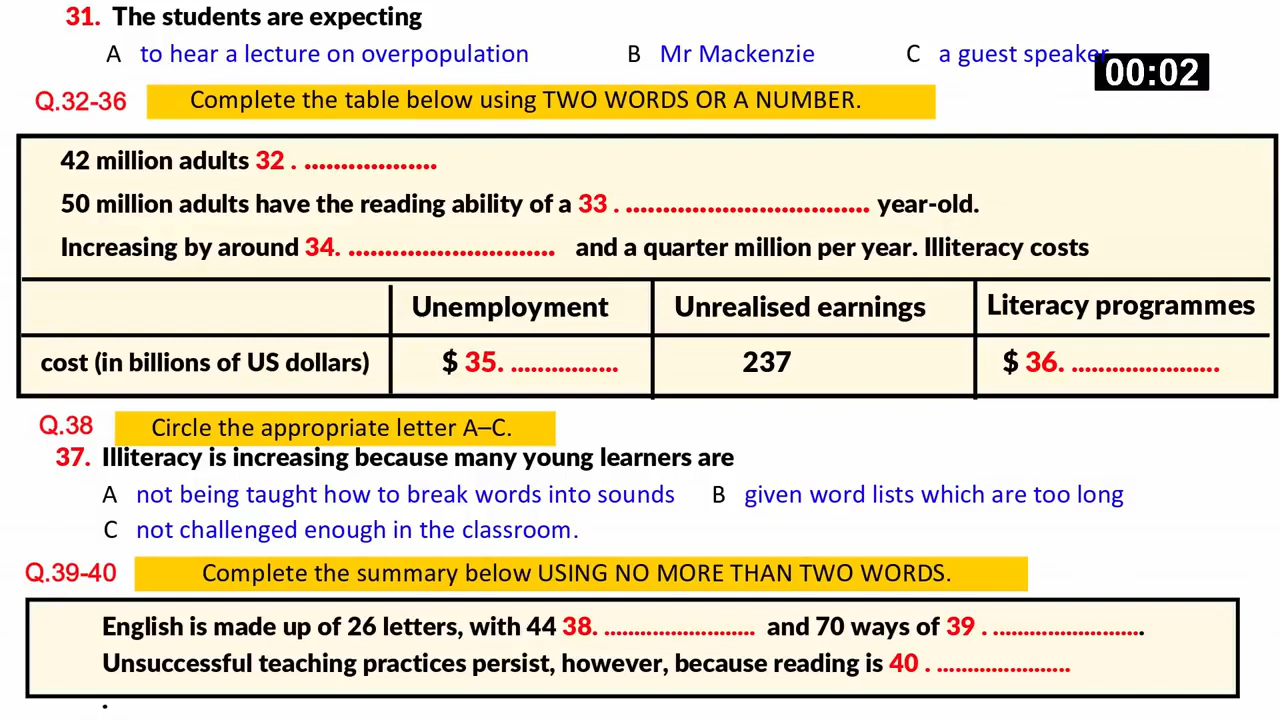 31. The students are expecting
A to hear a lecture on overpopulation B Mr Mackenzie C a guest speaker
00:02
Q.32-36 Complete the table below using TWO WORDS OR A NUMBER.
42 million adults 32 . ..................
50 million adults have the reading ability of a 33 . ................................. year-old.
Increasing by around 34. ............................ and a quarter million per year. Illiteracy costs
Unemployment Unrealised earnings Literacy programmes
cost (in billions of US dollars) $ 35. ............... 237 $ 36. .....................
Q.38 Circle the appropriate letter A–C.
37. Illiteracy is increasing because many young learners are
A not being taught how to break words into sounds B given word lists which are too long
C not challenged enough in the classroom.
Q.39-40 Complete the summary below USING NO MORE THAN TWO WORDS.
English is made up of 26 letters, with 44 38. ......................... and 70 ways of 39 . .........................
Unsuccessful teaching practices persist, however, because reading is 40 . ......................
.